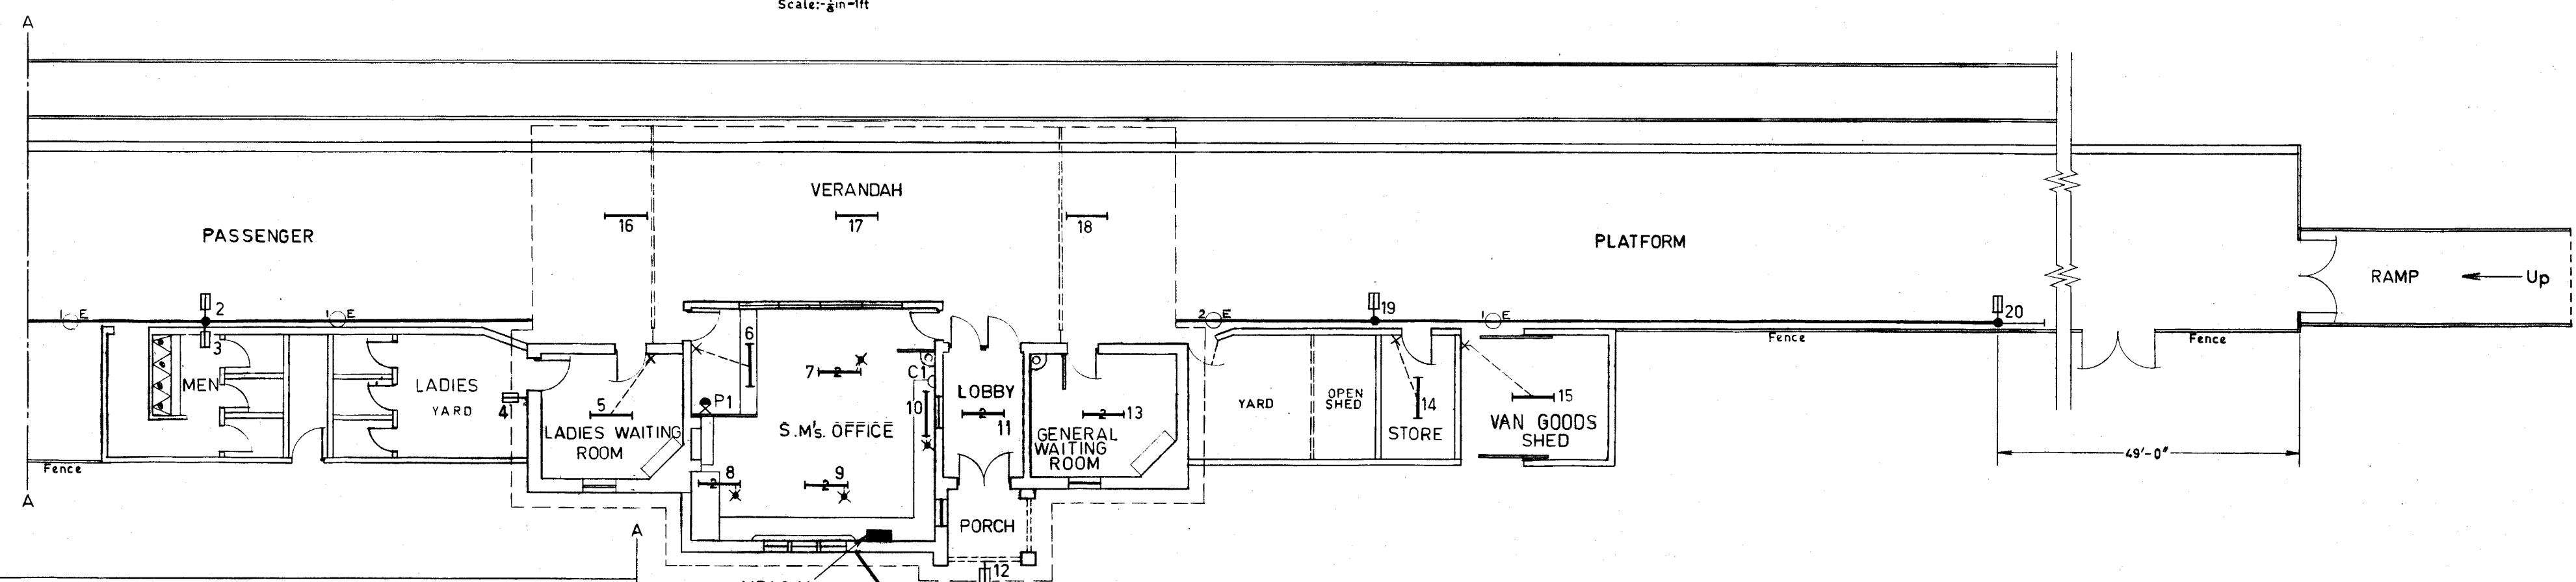 Scale:-⅛in=1ft
A
VERANDAH
16
17
18
PASSENGER
PLATFORM
RAMP
Up
1 E
2
1 E
2 E
19
1 E
20
3
6
Fence
Fence
MEN
LADIES
YARD
4
5
7 2
C1
P1
10
LOBBY
2
11
2 13
YARD
OPEN
SHED
14
15
LADIES WAITING
ROOM
S.M's. OFFICE
GENERAL
WAITING
ROOM
STORE
VAN GOODS
SHED
49'-0"
Fence
2 8
2 9
A
A
PORCH
12